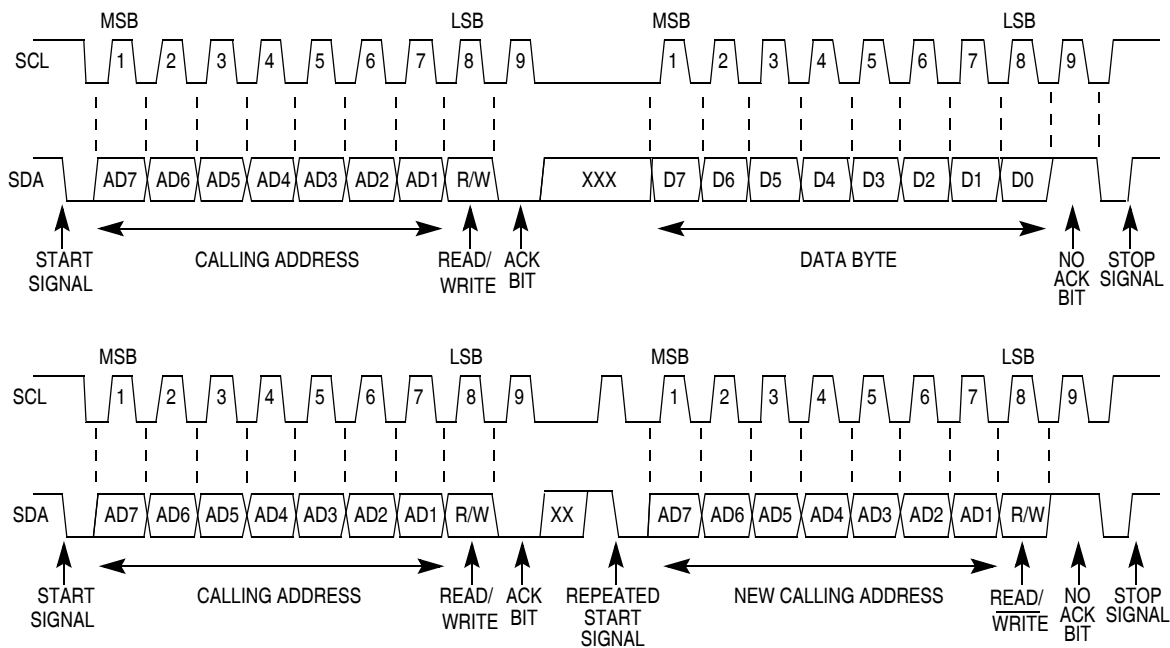 MSB LSB MSB LSB
SCL 1 2 3 4 5 6 7 8 9 1 2 3 4 5 6 7 8 9
SDA AD7 AD6 AD5 AD4 AD3 AD2 AD1 R/W XXX D7 D6 D5 D4 D3 D2 D1 D0
START CALLING ADDRESS READ/ ACK DATA BYTE NO STOP
SIGNAL WRITE BIT ACK SIGNAL
BIT
MSB LSB MSB LSB
SCL 1 2 3 4 5 6 7 8 9 1 2 3 4 5 6 7 8 9
SDA AD7 AD6 AD5 AD4 AD3 AD2 AD1 R/W XX AD7 AD6 AD5 AD4 AD3 AD2 AD1 R/W
START CALLING ADDRESS READ/ ACK REPEATED NEW CALLING ADDRESS READ/ NO STOP
SIGNAL WRITE BIT START WRITE ACK SIGNAL
SIGNAL BIT